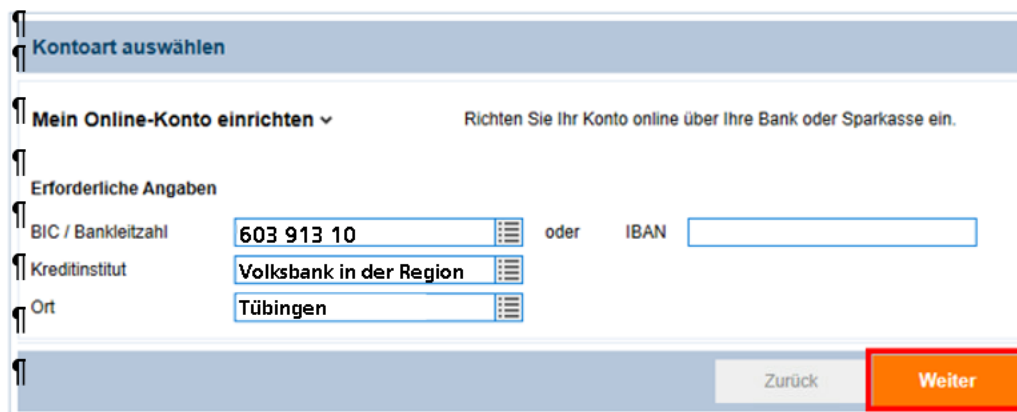 ¶
¶ Kontoart auswählen
¶ Mein Online-Konto einrichten Richten Sie Ihr Konto online über Ihre Bank oder Sparkasse ein.
¶
Erforderliche Angaben
¶
BIC / Bankleitzahl 603 913 10 oder IBAN
¶ Kreditinstitut Volksbank in der Region
¶ Ort Tübingen
¶ Zurück Weiter